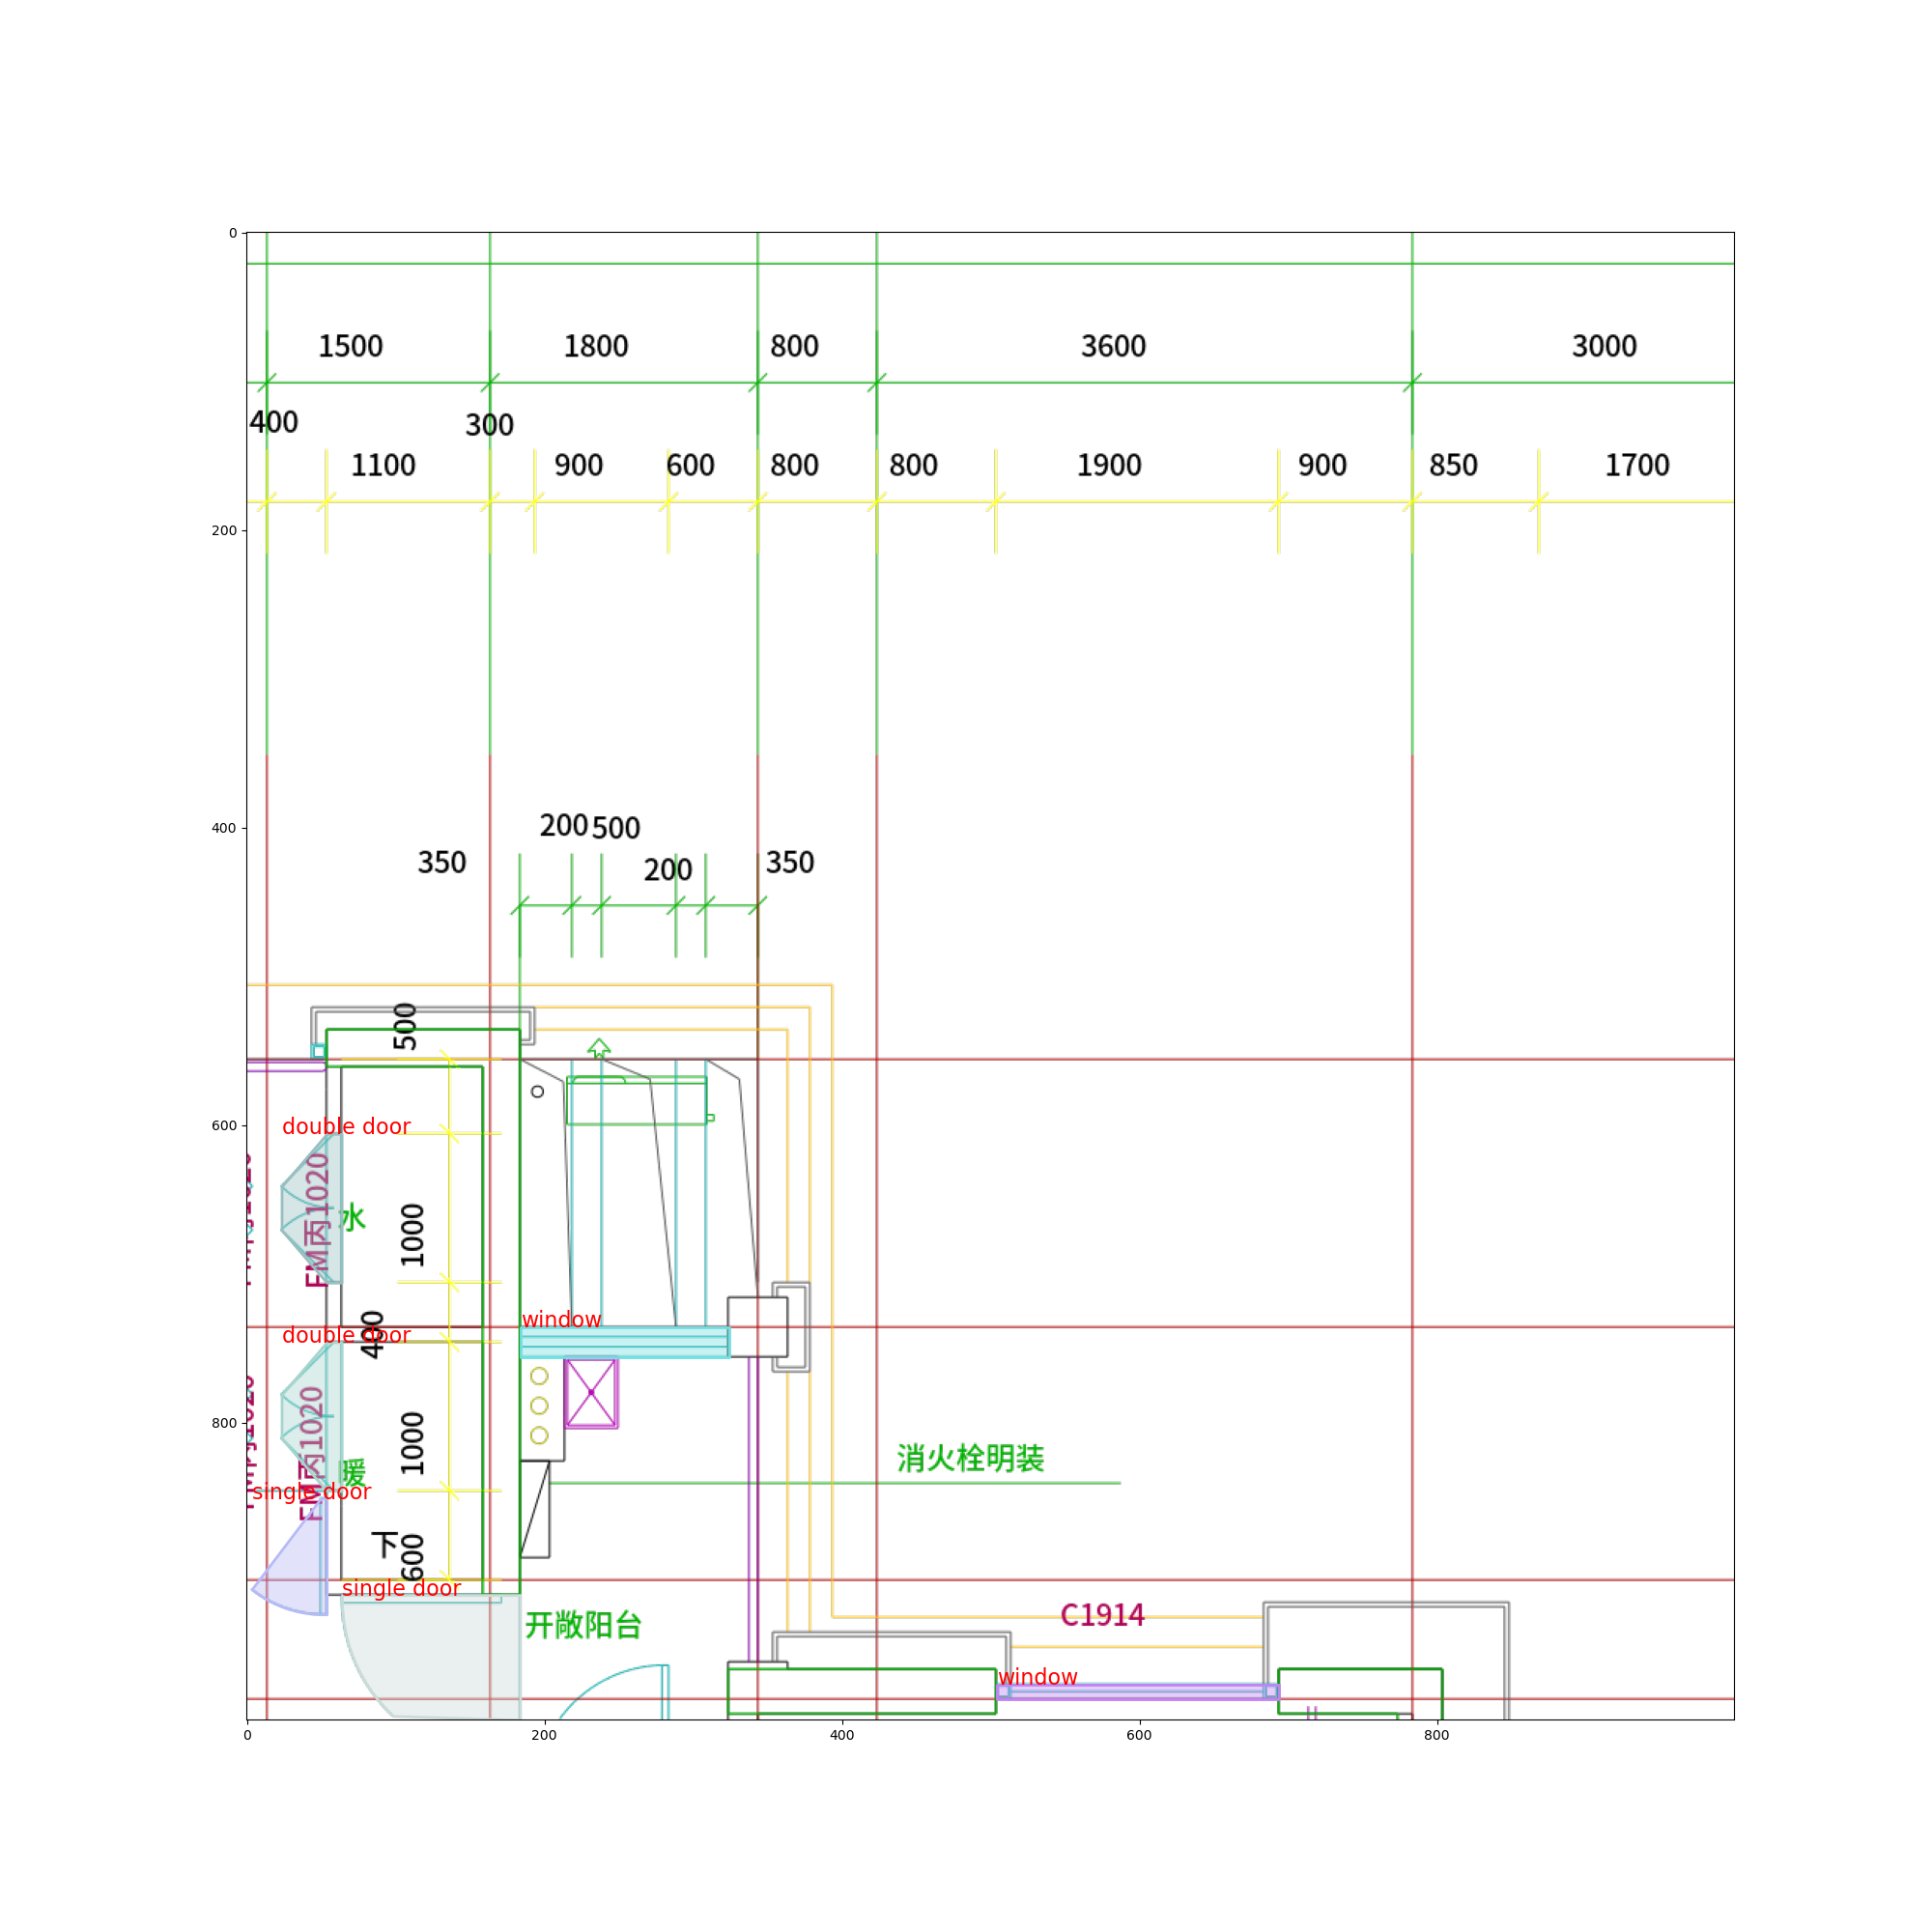 0
1500 1800 800 3600 3000
400 300
1100 900 600 800 800 1900 900 850 1700
200
400
200 500
350 200 350
500
600
double door
FM丙1020
水
1000
window
double door
400
800
FM丙1020
1000
暖
消火栓明装
single door
下
600
single door
开敞阳台
C1914
window
0 200 400 600 800